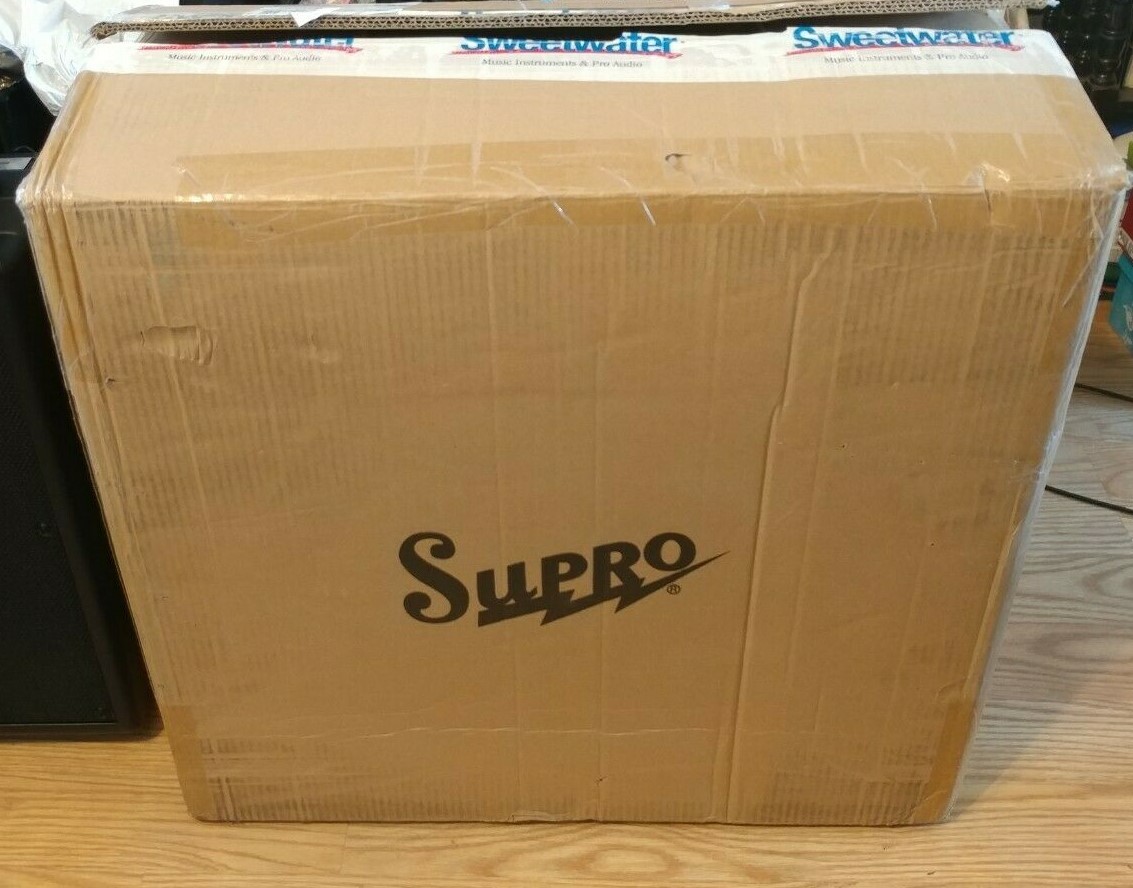 Sweetwater
Music Instruments & Pro Audio
Sweetwater
Music Instruments & Pro Audio
Sweetwater
Music Instruments & Pro Audio
SUPRO®